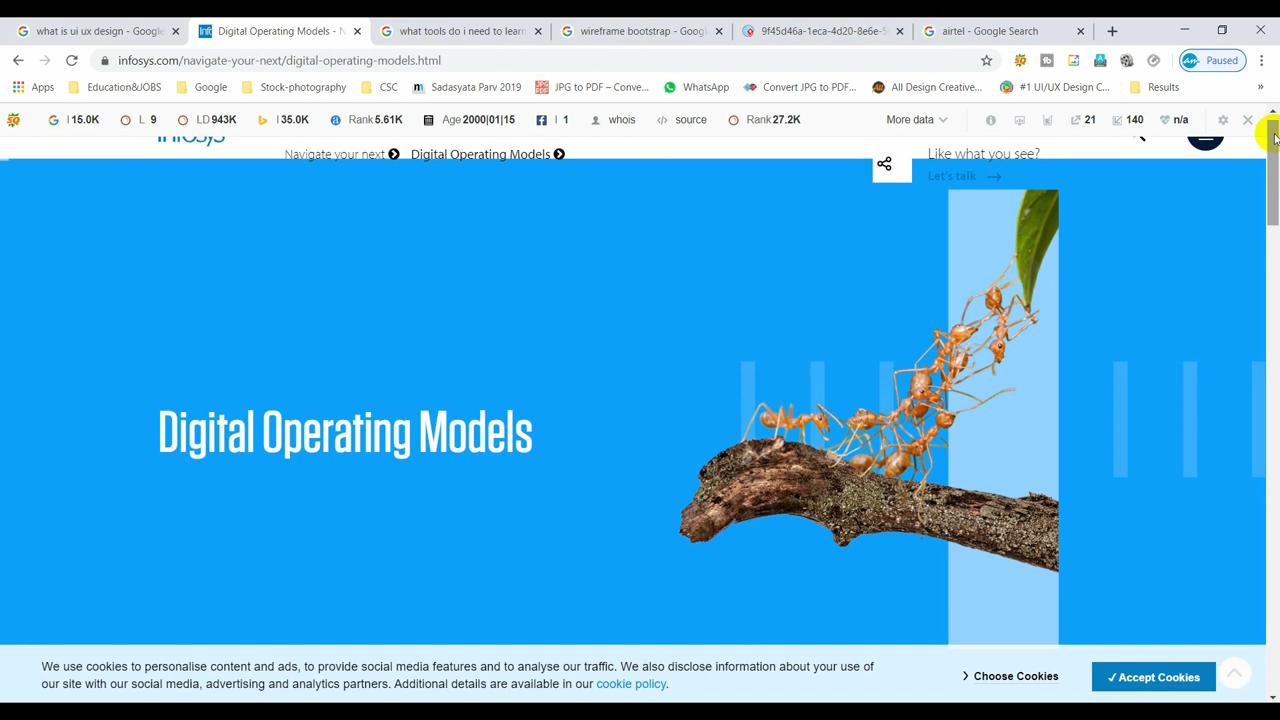 what is ui ux design - Google
Digital Operating Models - N
what tools do i need to learn
wireframe bootstrap - Goog
9f45d46a-1eca-4d20-8e6e-5
airtel - Google Search
infosys.com/navigate-your-next/digital-operating-models.html
Paused
Apps
Education&JOBS
Google
Stock-photography
CSC
Sadasyata Parv 2019
JPG to PDF – Conve...
WhatsApp
Convert JPG to PDF...
All Design Creative...
#1 UI/UX Design C...
Results
»
I 15.0K
L 9
LD 943K
I 35.0K
Rank 5.61K
Age 2000|01|15
I 1
whois
source
Rank 27.2K
More data
21
140
n/a
Infosys
Navigate your next
Digital Operating Models
Like what you see?
Let's talk
Digital Operating Models
We use cookies to personalise content and ads, to provide social media features and to analyse our traffic. We also disclose information about your use of
our site with our social media, advertising and analytics partners. Additional details are available in our cookie policy.
Choose Cookies
✓ Accept Cookies